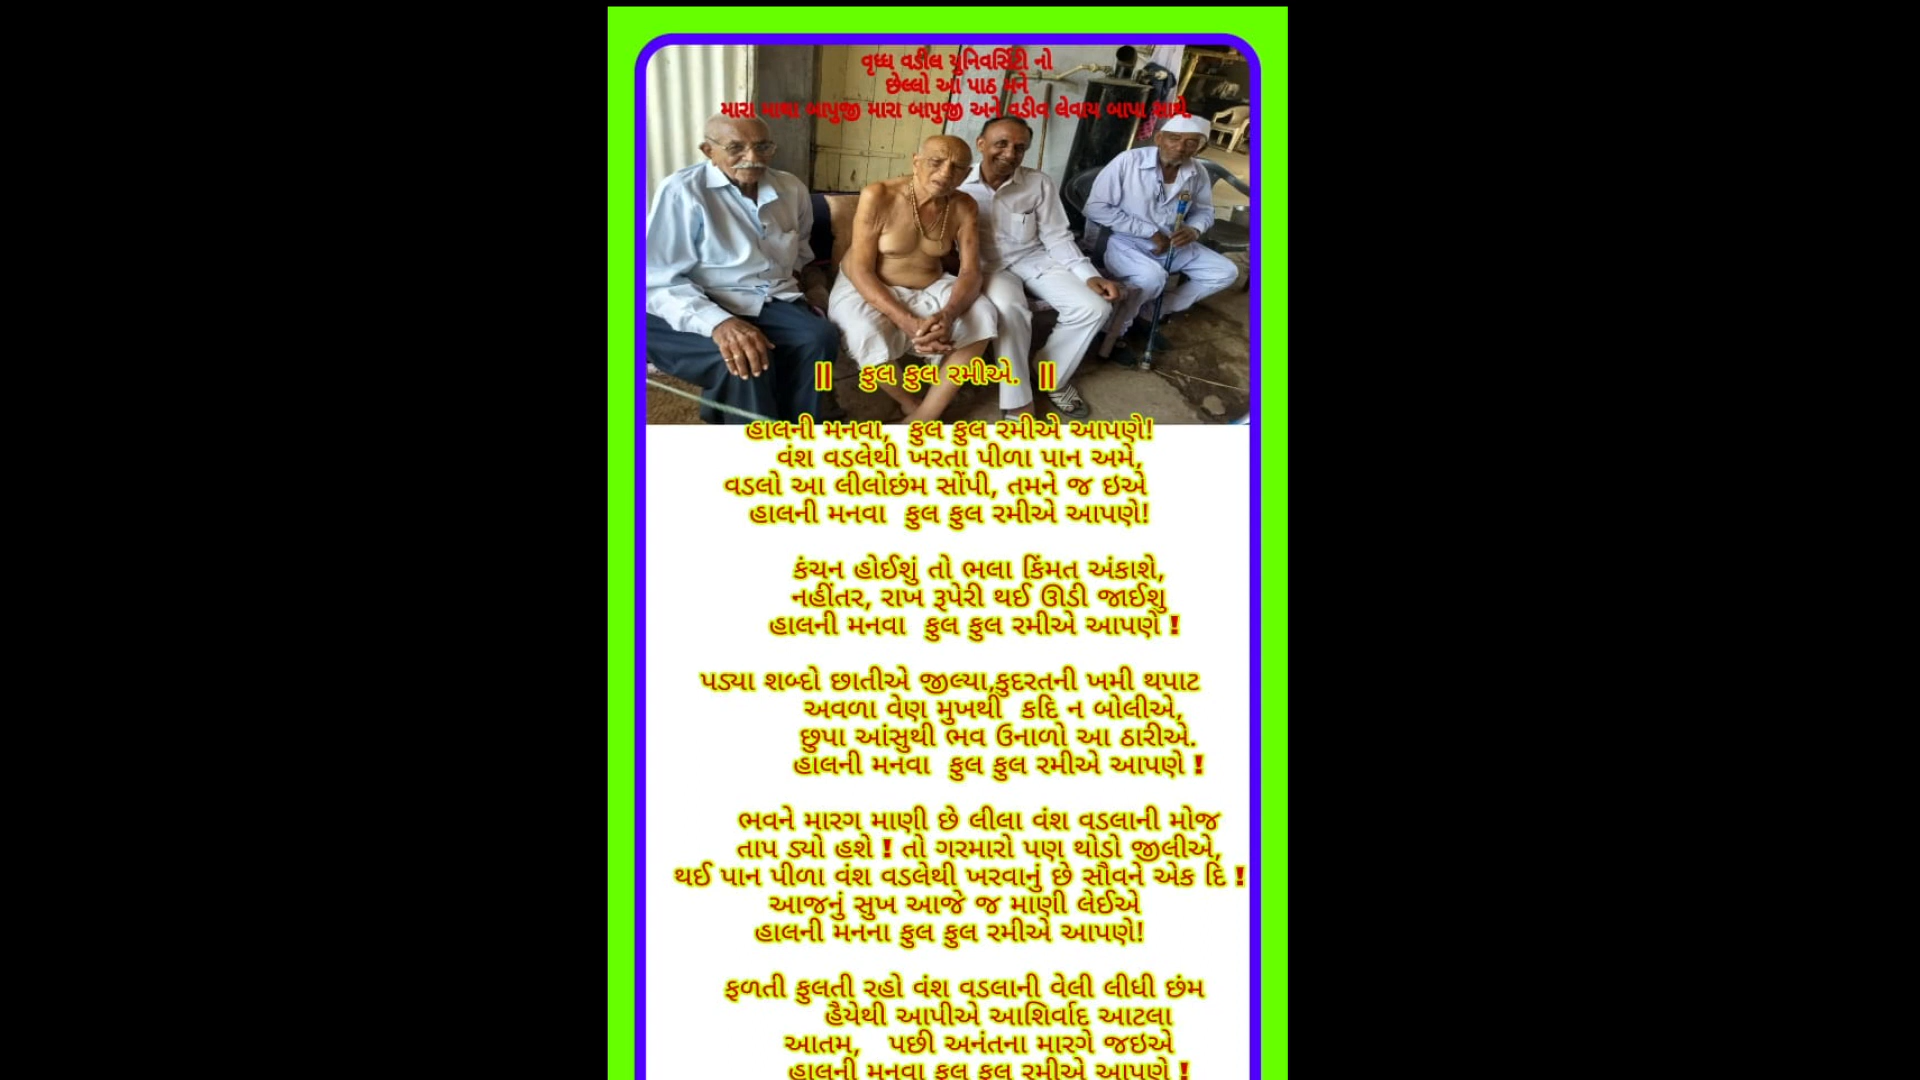 વૃધ્ધ વડીલ યુનિવર્સિટી નો
છેલ્લો આ પાઠ મને
મારા બાપુજી મારા બાપુજી અને વડીવ લેવાય બાપા સાથે.
|| ફુલ ફુલ રમીએ. ||
હાલની મનવા, ફુલ ફુલ રમીએ આપણે!
વંશ વડલેથી ખરતા પીળા પાન અમે,
વડલો આ લીલોછંમ સોંપી, તમને જ ઇએ
હાલની મનવા ફુલ ફુલ રમીએ આપણે!
કંચન હોઈશું તો ભલા કિંમત અંકાશે,
નહીંતર, રાખ રૂપેરી થઈ ઊડી જાઈશુ
હાલની મનવા ફુલ ફુલ રમીએ આપણે !
પડ્યા શબ્દો છાતીએ જીલ્યા,કુદરતની ખમી થપાટ
અવળા વેણ મુખથી કદિ ન બોલીએ,
છુપા આંસુથી ભવ ઉનાળો આ ઠારીએ.
હાલની મનવા ફુલ ફુલ રમીએ આપણે !
ભવને મારગ માણી છે લીલા વંશ વડલાની મોજ
તાપ ડ્યો હશે ! તો ગરમારો પણ થોડો જીલીએ,
થઈ પાન પીળા વંશ વડલેથી ખરવાનું છે સૌવને એક દિ !
આજનું સુખ આજે જ માણી લેઈએ
હાલની મનના ફુલ ફુલ રમીએ આપણે!
ફળતી ફુલતી રહો વંશ વડલાની વેલી લીધી છંમ
હૈયેથી આપીએ આશિર્વાદ આટલા
આતમ, પછી અનંતના મારગે જઇએ
હાલની મનવા ફુલ ફુલ રમીએ આપણે !